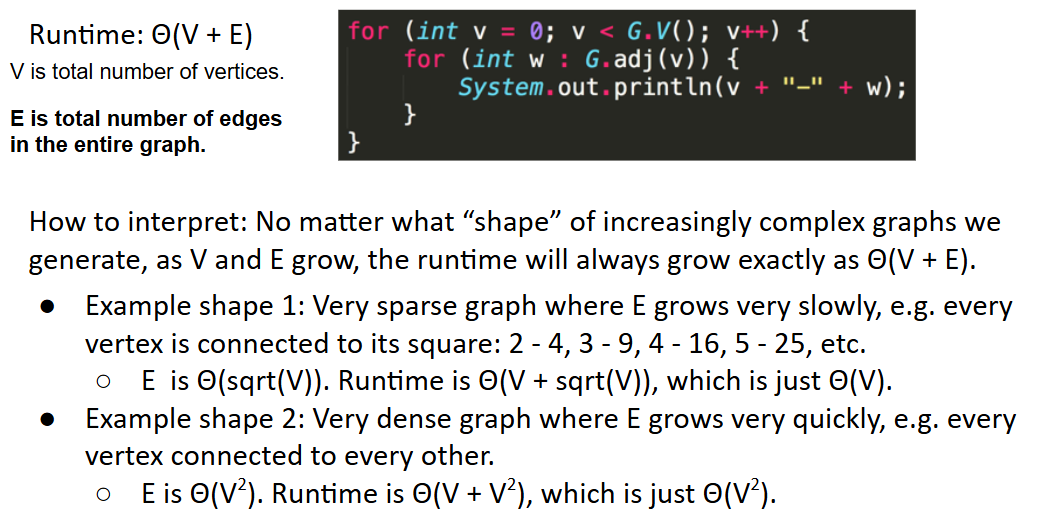 Runtime: Θ(V + E)
V is total number of vertices.
E is total number of edges
in the entire graph.
for (int v = 0; v < G.V(); v++) {
    for (int w : G.adj(v)) {
        System.out.println(v + "–" + w);
    }
}
How to interpret: No matter what “shape” of increasingly complex graphs we
generate, as V and E grow, the runtime will always grow exactly as Θ(V + E).
● Example shape 1: Very sparse graph where E grows very slowly, e.g. every
vertex is connected to its square: 2 - 4, 3 - 9, 4 - 16, 5 - 25, etc.
○ E is Θ(sqrt(V)). Runtime is Θ(V + sqrt(V)), which is just Θ(V).
● Example shape 2: Very dense graph where E grows very quickly, e.g. every
vertex connected to every other.
○ E is Θ(V²). Runtime is Θ(V + V²), which is just Θ(V²).